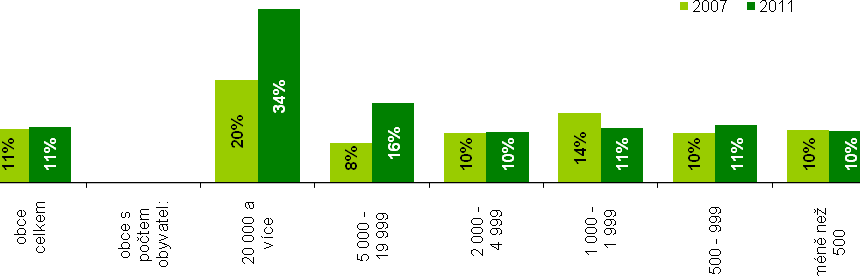 2007 2011
11% 11% 20% 34% 8% 16% 10% 10% 14% 11% 10% 11% 10% 10%
obce
celkem
obce s
počtem
obyvatel:
20 000 a
více
5 000 -
19 999
2 000 -
4 999
1 000 -
1 999
500 - 999
méně než
500